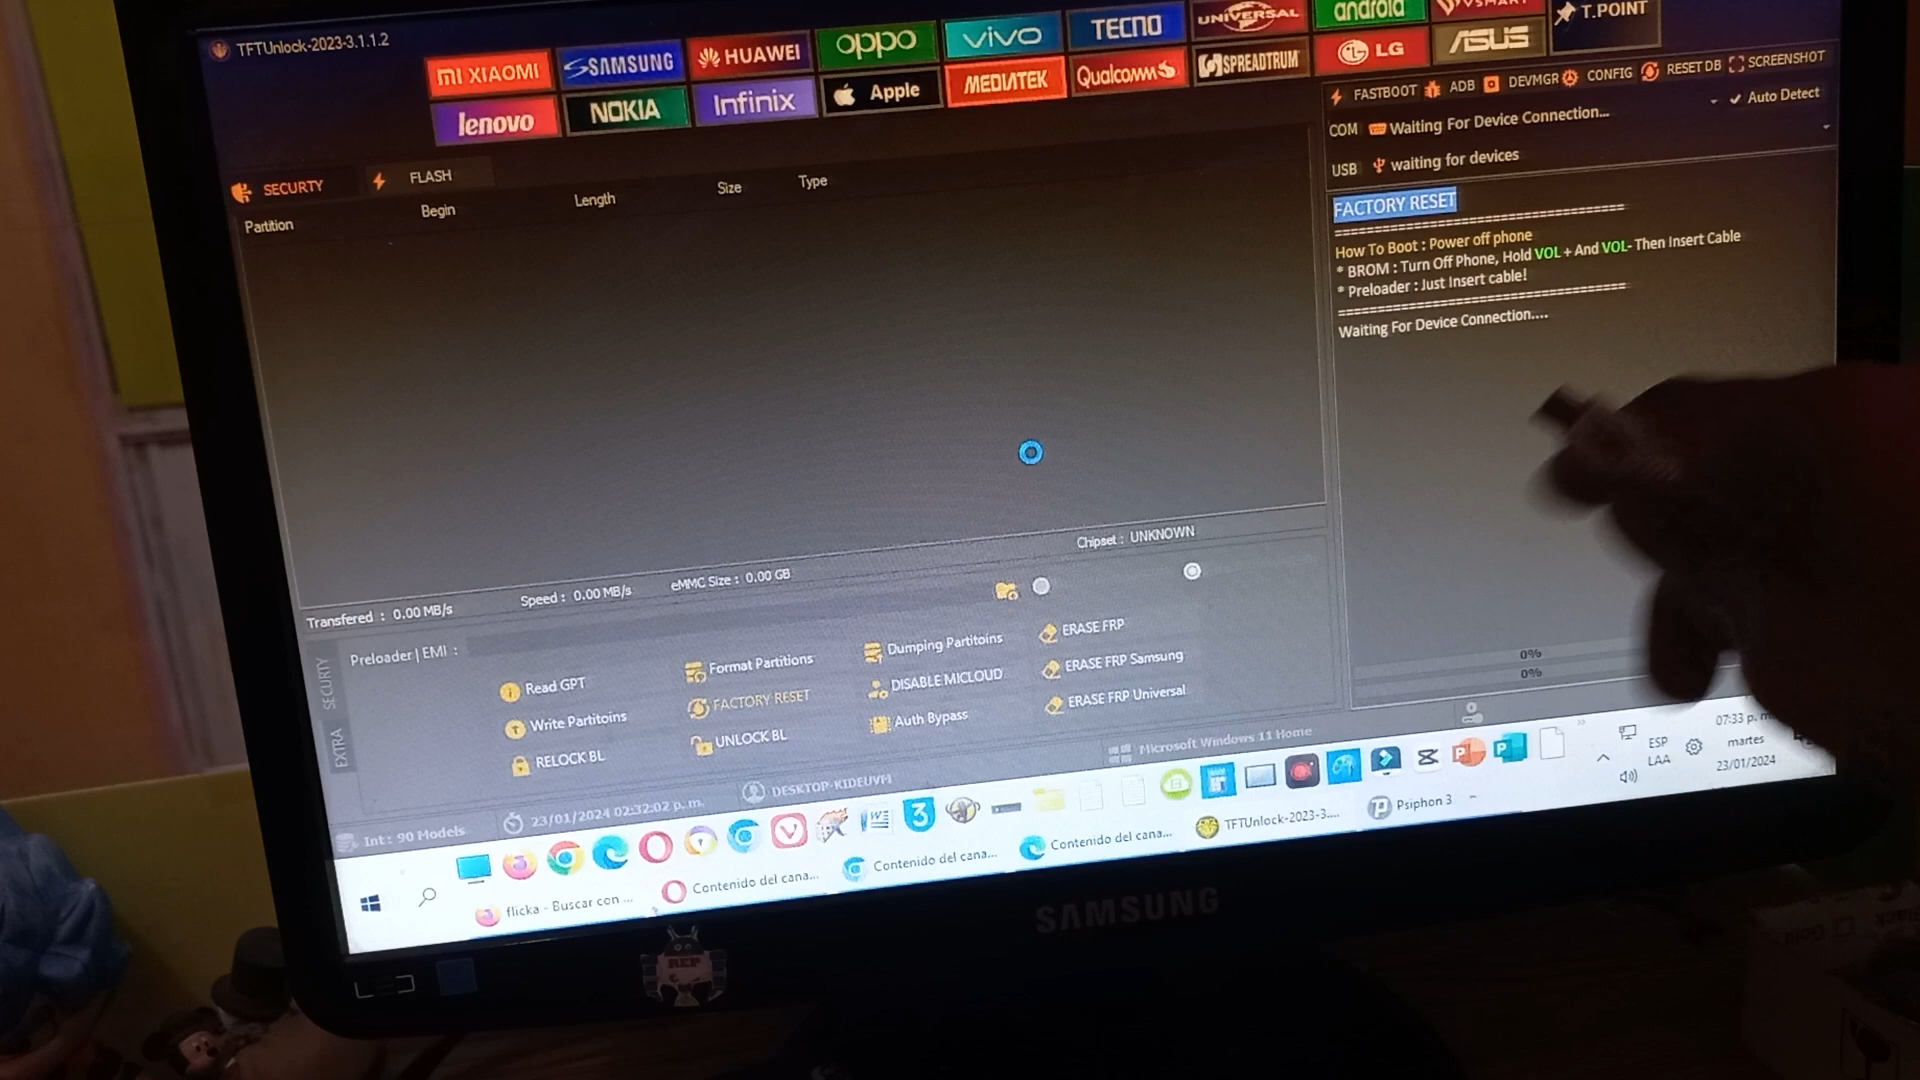 TFTUnlock-2023-3.1.1.2
MI XIAOMI
SAMSUNG
HUAWEI
oppo
vivo
TECNO
UNIVERSAL
android
VSMART
T.POINT
lenovo
NOKIA
Infinix
Apple
MEDIATEK
Qualcomm
SPREADTRUM
LG
ASUS
FASTBOOT ADB DEVMGR CONFIG RESET DB SCREENSHOT
COM Waiting For Device Connection... Auto Detect
USB waiting for devices
SECURTY FLASH
Partition Begin Length Size Type
FACTORY RESET
====================================
How To Boot : Power off phone
* BROM : Turn Off Phone, Hold VOL + And VOL- Then Insert Cable
* Preloader : Just Insert cable!
====================================
Waiting For Device Connection....
Chipset : UNKNOWN
Transfered : 0.00 MB/s Speed : 0.00 MB/s eMMC Size : 0.00 GB
SECURTY
EXTRA
Preloader | EMI :
Read GPT
Format Partitions
Dumping Partitoins
ERASE FRP
Write Partitoins
FACTORY RESET
DISABLE MICLOUD
ERASE FRP Samsung
RELOCK BL
UNLOCK BL
Auth Bypass
ERASE FRP Universal
0%
0%
Int : 90 Models
23/01/2024 02:32:02 p. m.
DESKTOP-KIDEUVM
Microsoft Windows 11 Home
ESP
LAA
07:33 p. m.
martes
23/01/2024
flicka - Buscar con ...
Contenido del cana...
Contenido del cana...
Contenido del cana...
TFTUnlock-2023-3....
Psiphon 3
SAMSUNG
REP